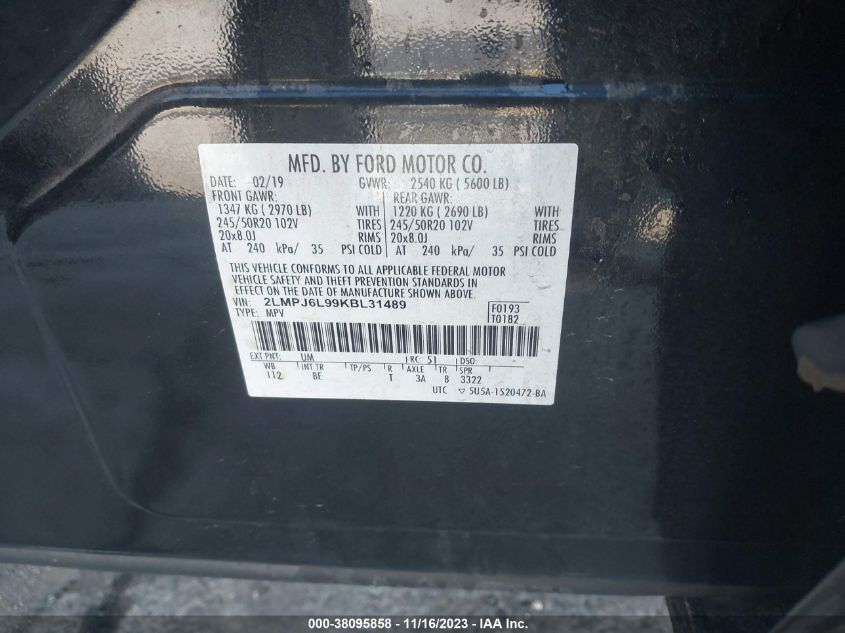 MFD. BY FORD MOTOR CO.
DATE: 02/19 GVWR: 2540 KG ( 5600 LB)
FRONT GAWR: REAR GAWR:
1347 KG ( 2970 LB) WITH 1220 KG ( 2690 LB) WITH
245/50R20 102V TIRES 245/50R20 102V TIRES
20x8.0J RIMS 20x8.0J RIMS
AT 240 kPa/ 35 PSI COLD AT 240 kPa/ 35 PSI COLD
THIS VEHICLE CONFORMS TO ALL APPLICABLE FEDERAL MOTOR
VEHICLE SAFETY AND THEFT PREVENTION STANDARDS IN
EFFECT ON THE DATE OF MANUFACTURE SHOWN ABOVE.
VIN: 2LMPJ6L99KBL31489 F0193
TYPE: MPV T0182
EXT PNT: UM RC: 51 DSO:
WB INT TR TP/PS R AXLE TR SPR
112 BE T 3A 8 3322
UTC ▽ 5U5A-1520472-BA
000-38095858 - 11/16/2023 - IAAI.com